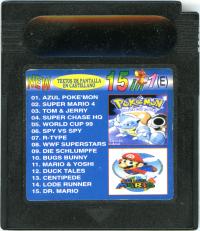 NEW
TEXTOS DE PANTALLA
EN CASTELLANO
15 IN 1 (E)
01. AZUL POKE'MON
02. SUPER MARIO 4
03. TOM & JERRY
04. SUPER CHASE HQ
05. WORLD CUP 99
06. SPY VS SPY
07. R-TYPE
08. WWF SUPERSTARS
09. DIE SCHLUMPFE
10. BUGS BUNNY
11. MARIO & YOSHI
12. DUCK TALES
13. CENTIPEDE
14. LODE RUNNER
15. DR. MARIO
POKéMON